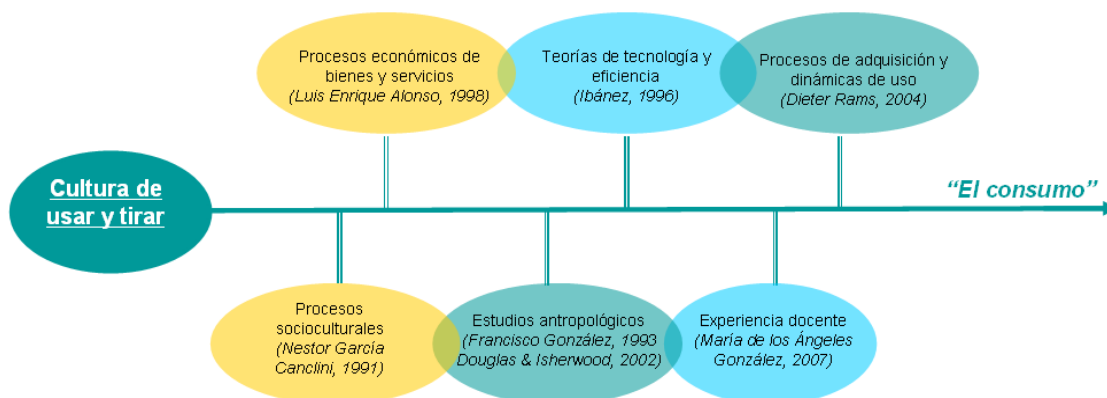 Procesos económicos de
bienes y servicios
(Luis Enrique Alonso, 1998)
Teorías de tecnología y
eficiencia
(Ibánez, 1996)
Procesos de adquisición y
dinámicas de uso
(Dieter Rams, 2004)
Cultura de
usar y tirar
“El consumo”
Procesos
socioculturales
(Nestor García
Canclini, 1991)
Estudios antropológicos
(Francisco González, 1993
Douglas & Isherwood, 2002)
Experiencia docente
(María de los Ángeles
González, 2007)